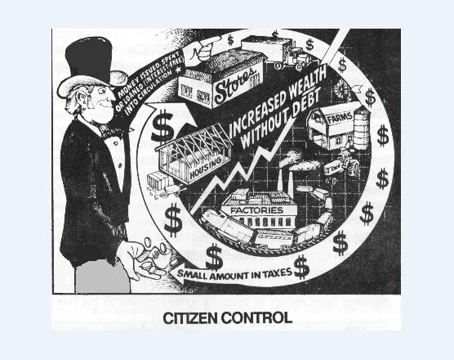 MONEY ISSUED, SPENT
OR LOANED INTEREST-FREE
INTO CIRCULATION
Stores
INCREASED WEALTH
WITHOUT DEBT
FARMS
HOUSING
FACTORIES
$
$
$
$
$
$
$
$
$
$
$
SMALL AMOUNT IN TAXES
CITIZEN CONTROL